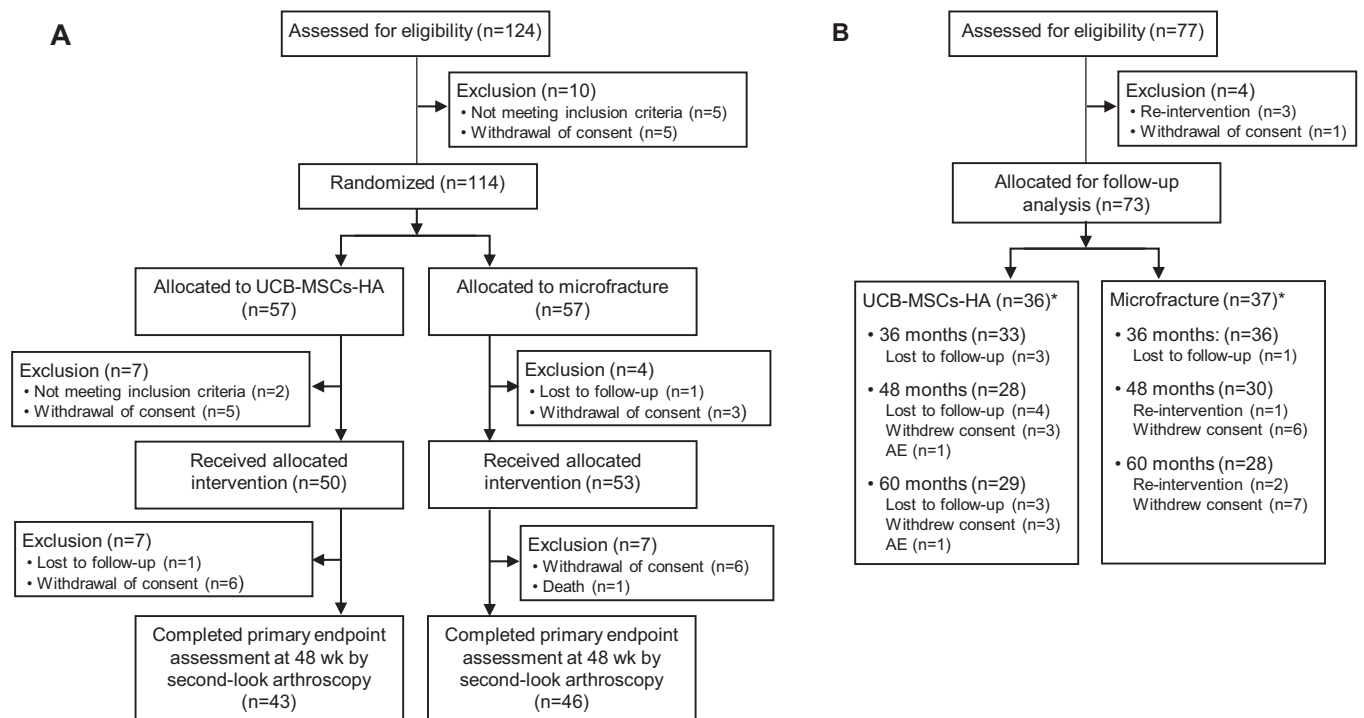 A
Assessed for eligibility (n=124)
Exclusion (n=10)
• Not meeting inclusion criteria (n=5)
• Withdrawal of consent (n=5)
Randomized (n=114)
Allocated to UCB-MSCs-HA
(n=57)
Allocated to microfracture
(n=57)
Exclusion (n=7)
• Not meeting inclusion criteria (n=2)
• Withdrawal of consent (n=5)
Exclusion (n=4)
• Lost to follow-up (n=1)
• Withdrawal of consent (n=3)
Received allocated
intervention (n=50)
Received allocated
intervention (n=53)
Exclusion (n=7)
• Lost to follow-up (n=1)
• Withdrawal of consent (n=6)
Exclusion (n=7)
• Withdrawal of consent (n=6)
• Death (n=1)
Completed primary endpoint
assessment at 48 wk by
second-look arthroscopy
(n=43)
Completed primary endpoint
assessment at 48 wk by
second-look arthroscopy
(n=46)
B
Assessed for eligibility (n=77)
Exclusion (n=4)
• Re-intervention (n=3)
• Withdrawal of consent (n=1)
Allocated for follow-up
analysis (n=73)
UCB-MSCs-HA (n=36)*
• 36 months (n=33)
Lost to follow-up (n=3)
• 48 months (n=28)
Lost to follow-up (n=4)
Withdrew consent (n=3)
AE (n=1)
• 60 months (n=29)
Lost to follow-up (n=3)
Withdrew consent (n=3)
AE (n=1)
Microfracture (n=37)*
• 36 months: (n=36)
Lost to follow-up (n=1)
• 48 months (n=30)
Re-intervention (n=1)
Withdrew consent (n=6)
• 60 months (n=28)
Re-intervention (n=2)
Withdrew consent (n=7)